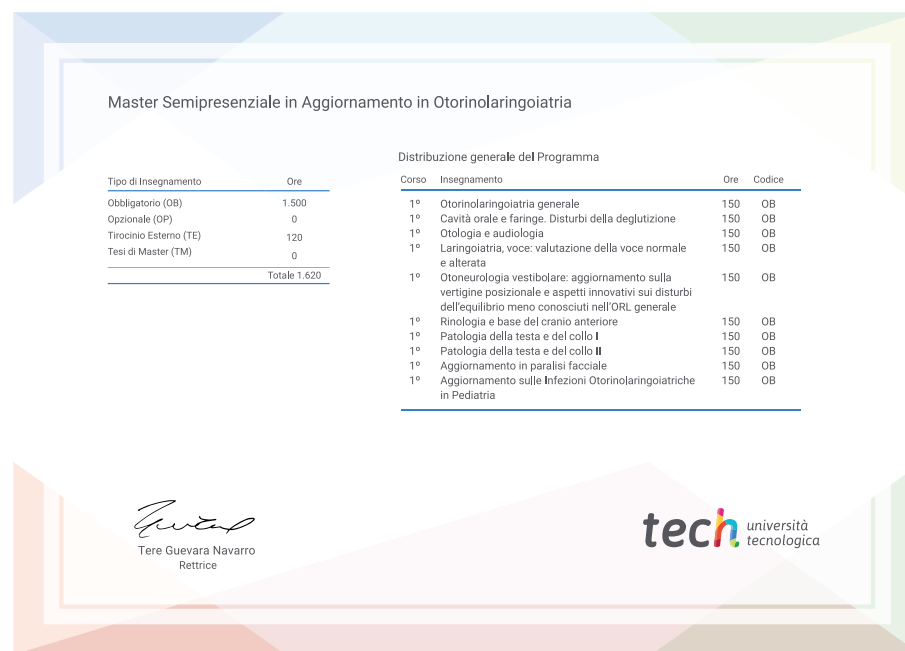 Master Semipresenziale in Aggiornamento in Otorinolaringoiatria
Tipo di Insegnamento Ore
Obbligatorio (OB) 1.500
Opzionale (OP) 0
Tirocinio Esterno (TE) 120
Tesi di Master (TM) 0
Totale 1.620
Distribuzione generale del Programma
Corso Insegnamento Ore Codice
1º Otorinolaringoiatria generale 150 OB
1º Cavità orale e faringe. Disturbi della deglutizione 150 OB
1º Otologia e audiologia 150 OB
1º Laringoiatria, voce: valutazione della voce normale 150 OB
e alterata
1º Otoneurologia vestibolare: aggiornamento sulla 150 OB
vertigine posizionale e aspetti innovativi sui disturbi
dell'equilibrio meno conosciuti nell'ORL generale
1º Rinologia e base del cranio anteriore 150 OB
1º Patologia della testa e del collo I 150 OB
1º Patologia della testa e del collo II 150 OB
1º Aggiornamento in paralisi facciale 150 OB
1º Aggiornamento sulle Infezioni Otorinolaringoiatriche 150 OB
in Pediatria
Tere Guevara Navarro
Rettrice
tech università
tecnologica